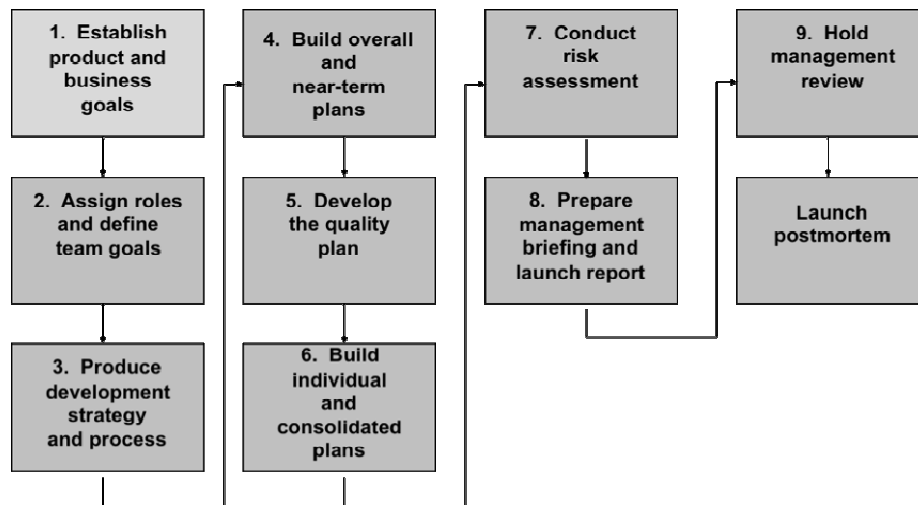 1. Establish
product and
business
goals
2. Assign roles
and define
team goals
3. Produce
development
strategy
and process
4. Build overall
and
near-term
plans
5. Develop
the quality
plan
6. Build
individual
and
consolidated
plans
7. Conduct
risk
assessment
8. Prepare
management
briefing and
launch report
9. Hold
management
review
Launch
postmortem